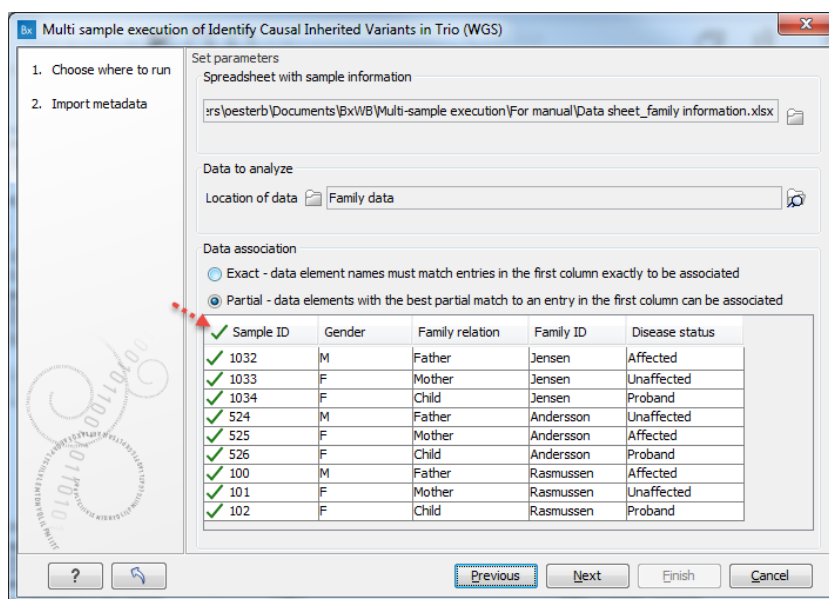 Bx Multi sample execution of Identify Causal Inherited Variants in Trio (WGS)
1. Choose where to run
2. Import metadata
Set parameters
Spreadsheet with sample information
ers\oesterb\Documents\BxWB\Multi-sample execution\For manual\Data sheet_family information.xlsx
Data to analyze
Location of data Family data
Data association
Exact - data element names must match entries in the first column exactly to be associated
Partial - data elements with the best partial match to an entry in the first column can be associated
Sample ID Gender Family relation Family ID Disease status
1032 M Father Jensen Affected
1033 F Mother Jensen Unaffected
1034 F Child Jensen Proband
524 M Father Andersson Unaffected
525 F Mother Andersson Affected
526 F Child Andersson Proband
100 M Father Rasmussen Affected
101 F Mother Rasmussen Unaffected
102 F Child Rasmussen Proband
? Previous Next Finish Cancel